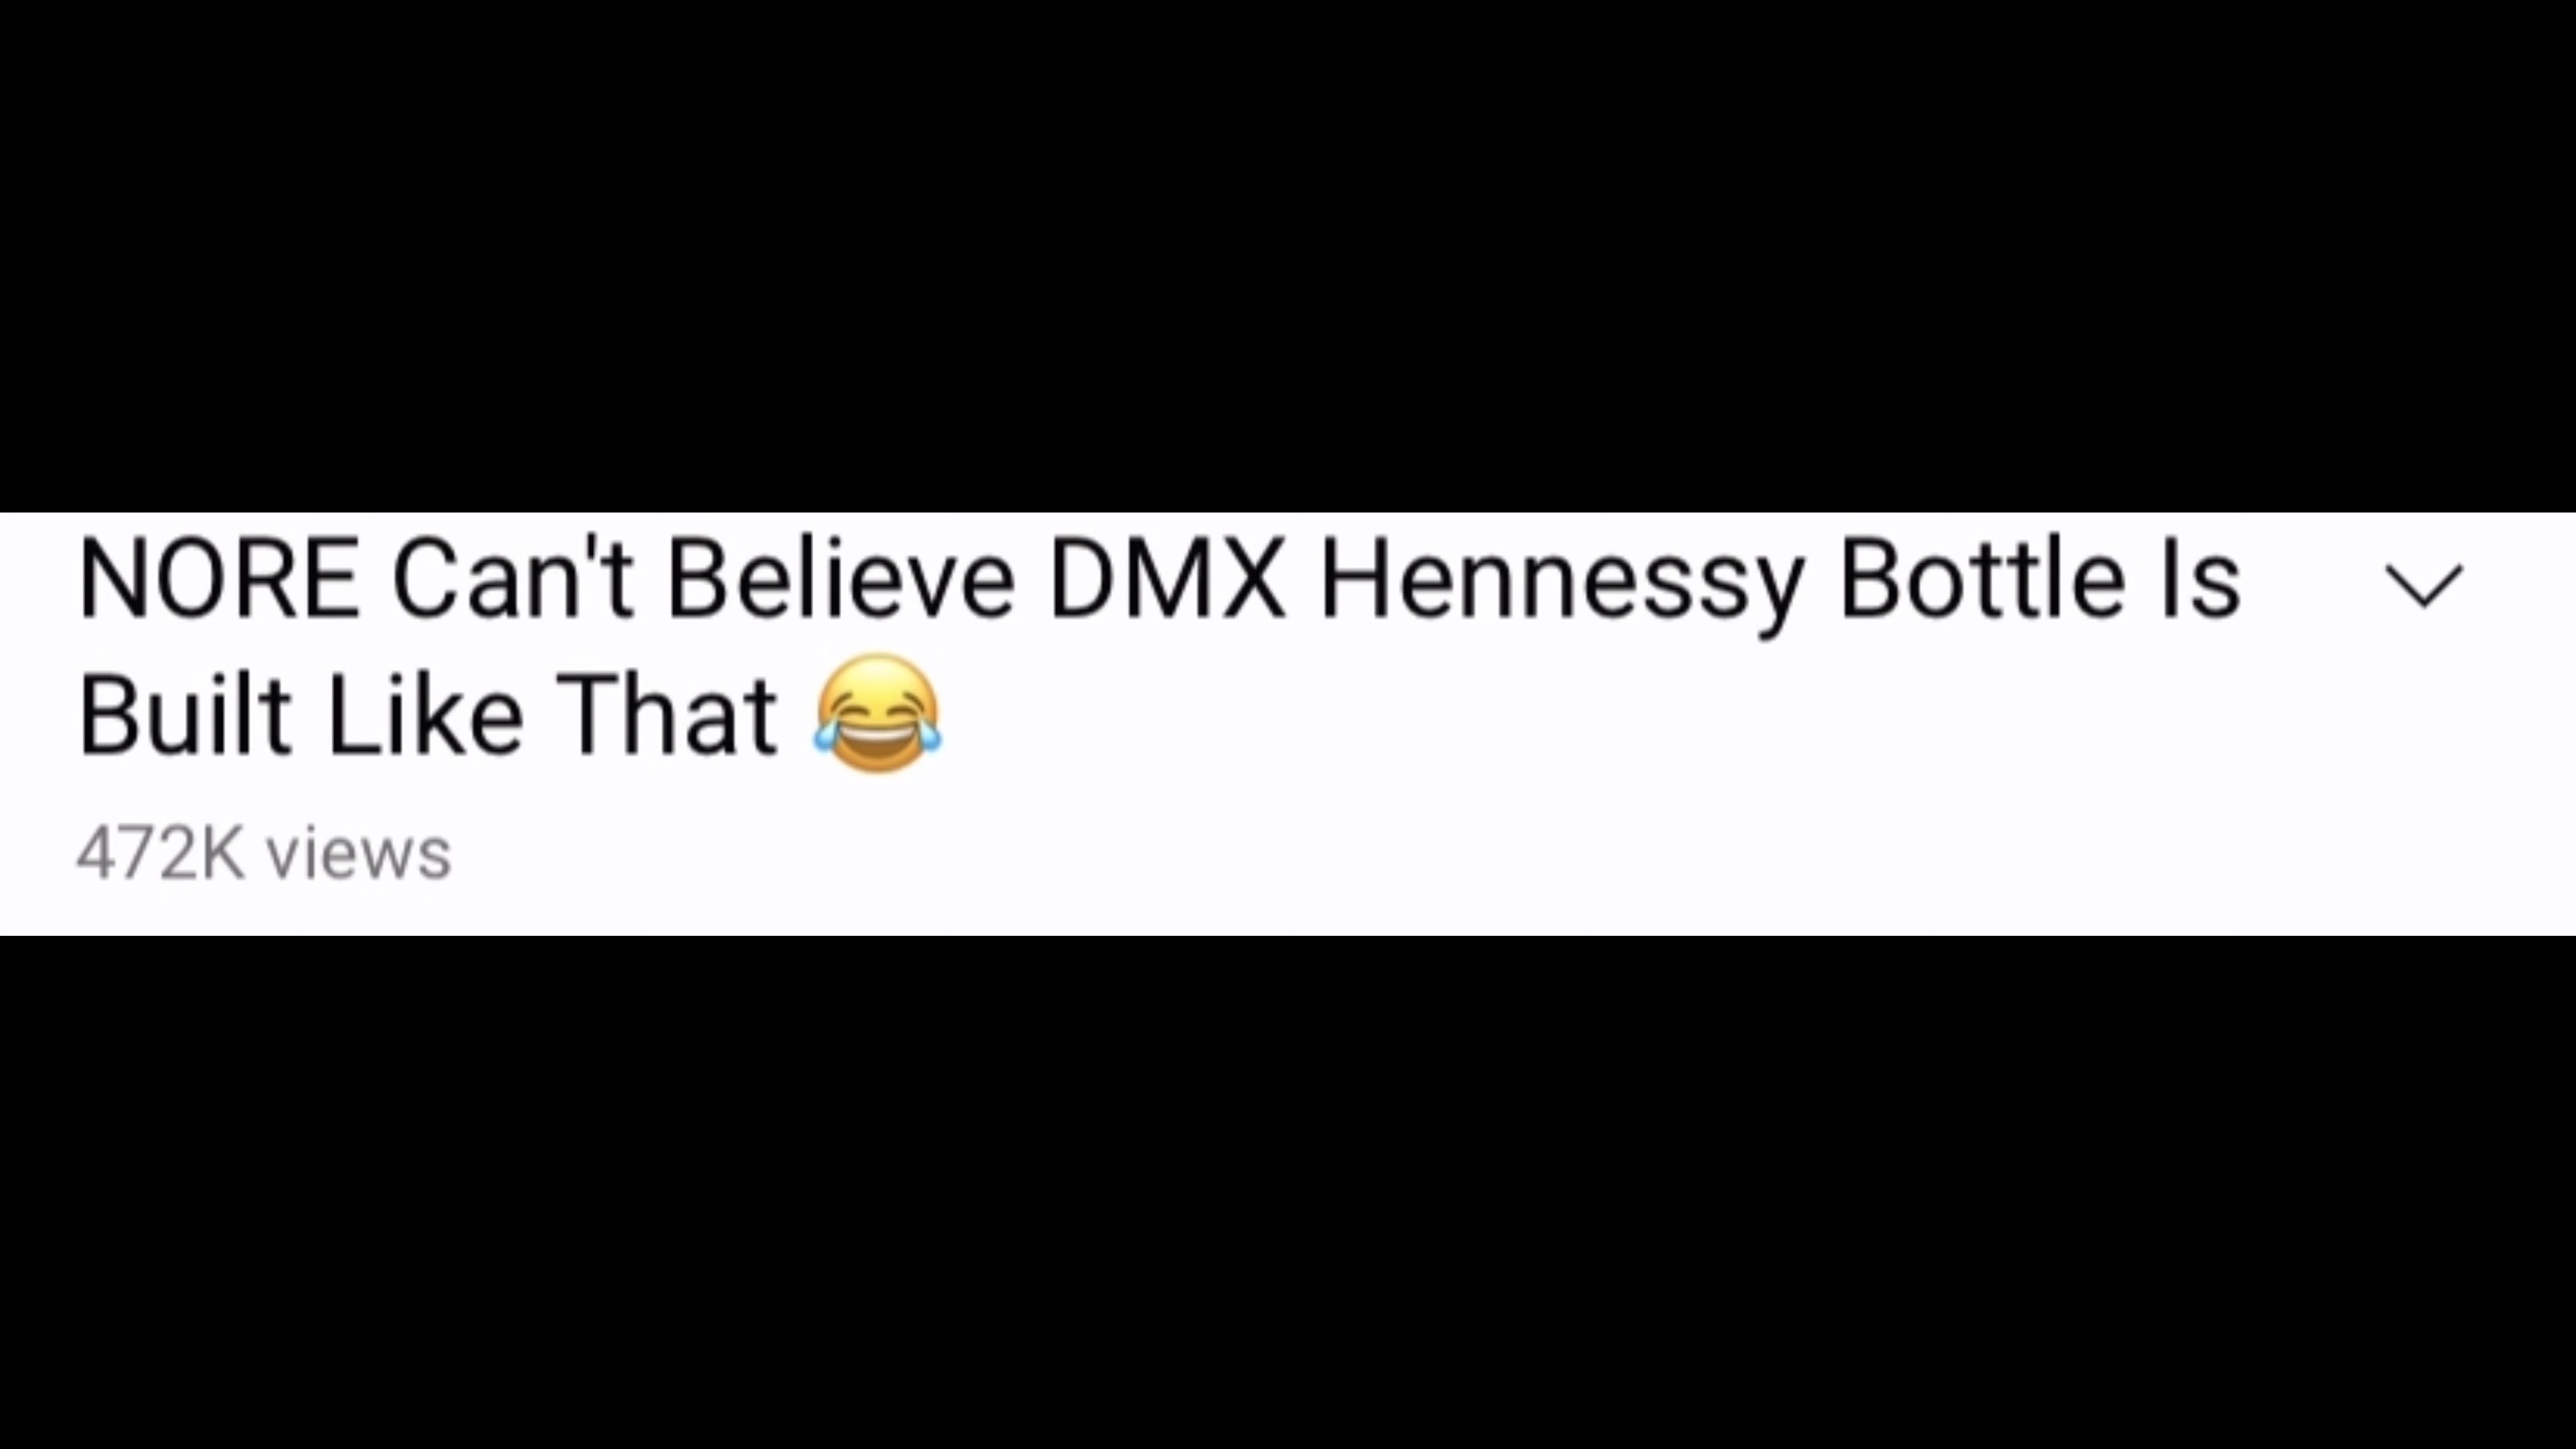 NORE Can't Believe DMX Hennessy Bottle Is
Built Like That 😂
472K views